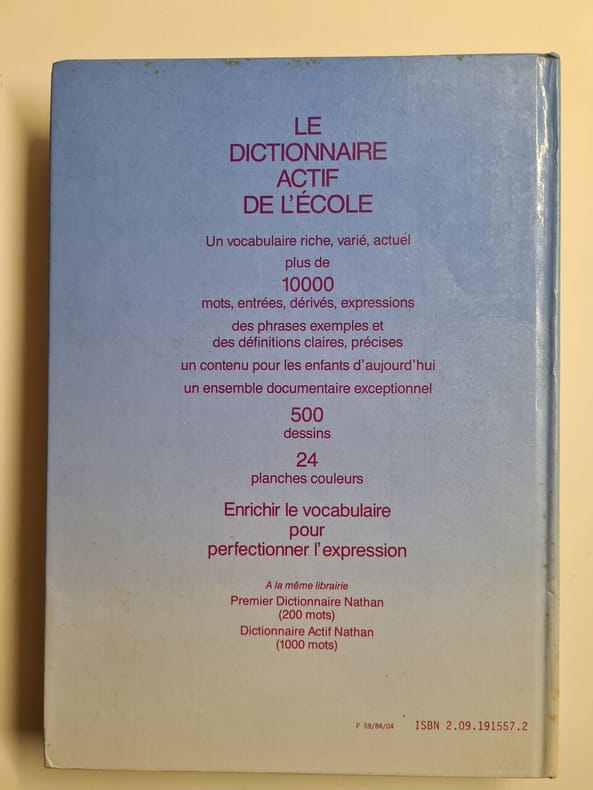 LE
DICTIONNAIRE
ACTIF
DE L'ÉCOLE
Un vocabulaire riche, varié, actuel
plus de
10000
mots, entrées, dérivés, expressions
des phrases exemples et
des définitions claires, précises
un contenu pour les enfants d'aujourd'hui
un ensemble documentaire exceptionnel
500
dessins
24
planches couleurs
Enrichir le vocabulaire
pour
perfectionner l'expression
A la même librairie
Premier Dictionnaire Nathan
(200 mots)
Dictionnaire Actif Nathan
(1000 mots)
F 59/84/04 ISBN 2.09.191557.2